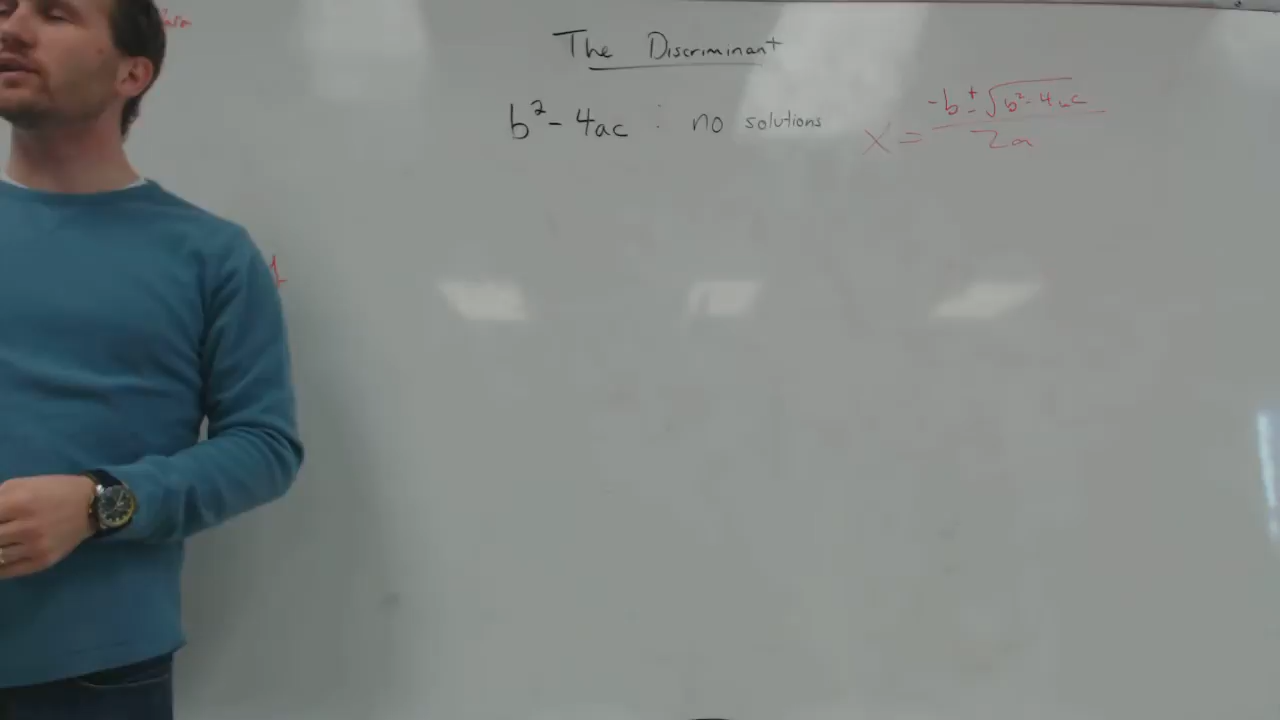 The Discriminant
b² - 4ac : no solutions
x = -b ± √b² - 4ac / 2a